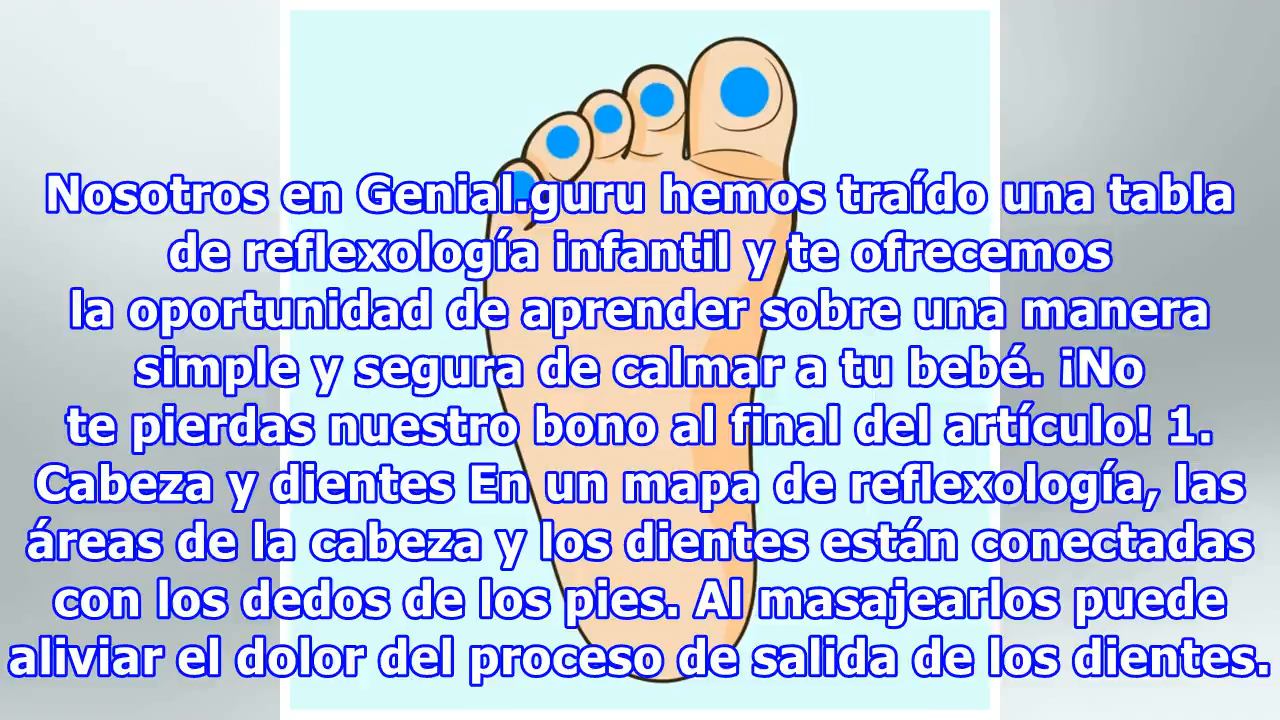 Nosotros en Genial.guru hemos traído una tabla
de reflexología infantil y te ofrecemos
la oportunidad de aprender sobre una manera
simple y segura de calmar a tu bebé. ¡No
te pierdas nuestro bono al final del artículo! 1.
Cabeza y dientes En un mapa de reflexología, las
áreas de la cabeza y los dientes están conectadas
con los dedos de los pies. Al masajearlos puede
aliviar el dolor del proceso de salida de los dientes.